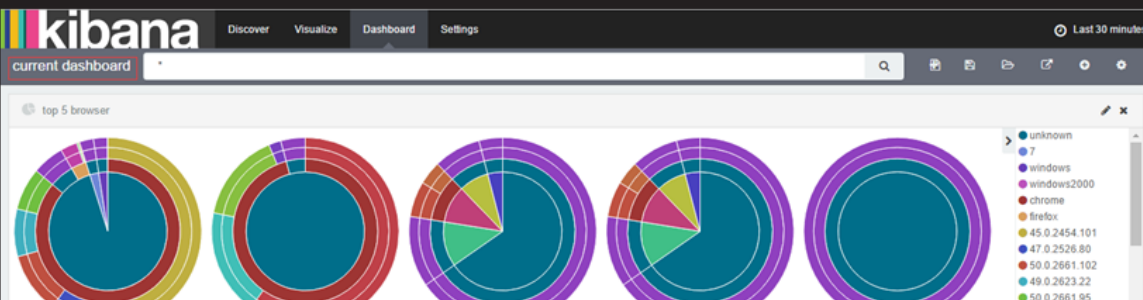 kibana
Discover Visualize Dashboard Settings
Last 30 minutes
current dashboard *
top 5 browser
unknown
7
windows
windows2000
chrome
firefox
45.0.2454.101
47.0.2526.80
50.0.2661.102
49.0.2623.22
50.0.2661.95